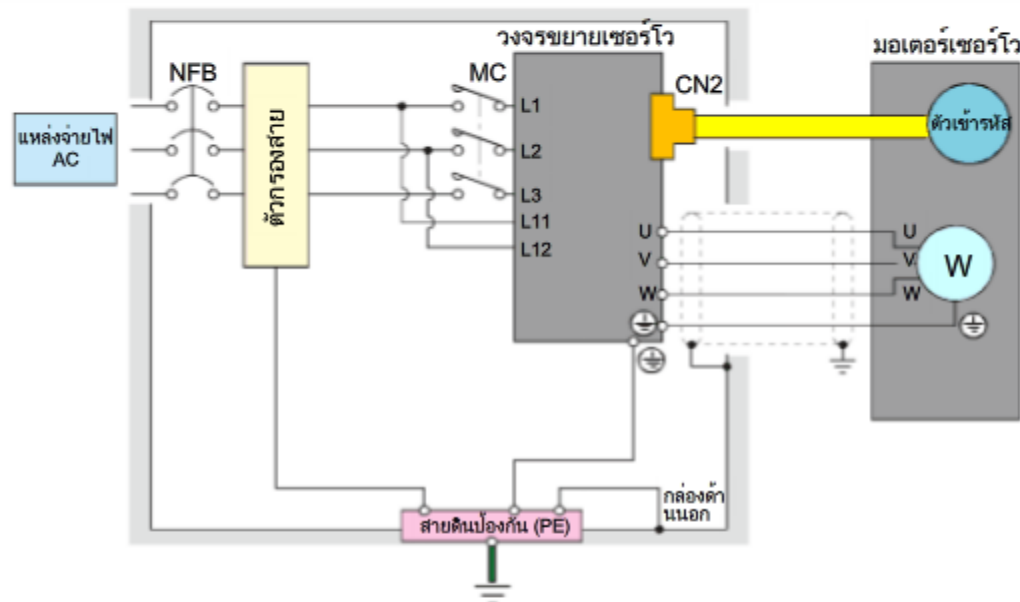 วงจรขยายเซอร์โว
มอเตอร์เซอร์โว
NFB
MC
CN2
แหล่งจ่ายไฟ
AC
ตัวกรองสาย
L1
L2
L3
L11
L12
ตัวเข้ารหัส
U
V
W
U
V
W
W
กล่องด้า
นนอก
สายดินป้องกัน (PE)